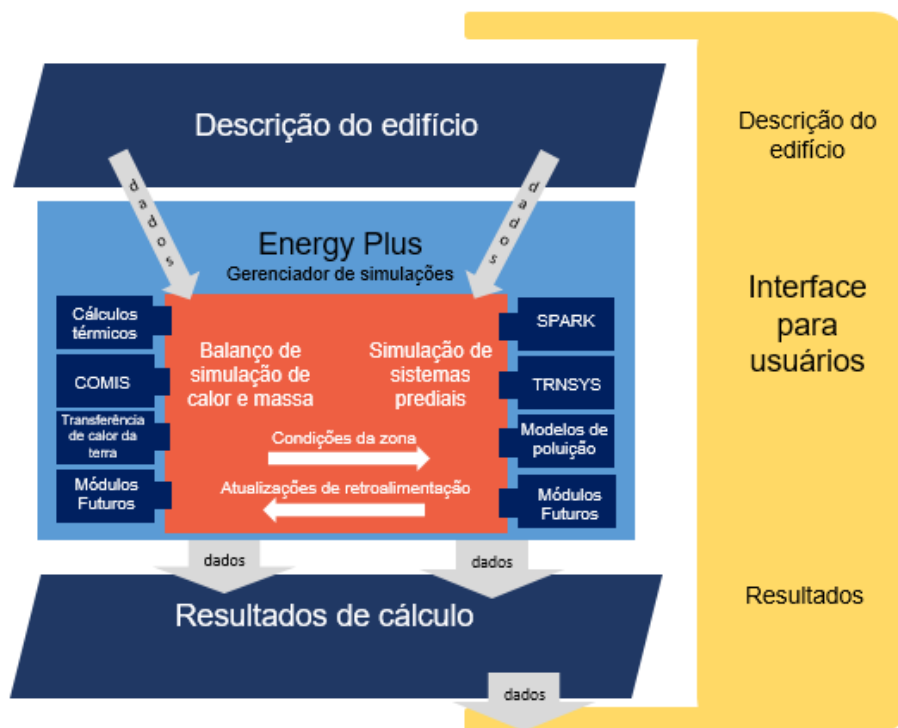 Descrição do edifício
Descrição do
edifício
dados
dados
Energy Plus
Gerenciador de simulações
Cálculos
térmicos
COMIS
Transferência
de calor da
terra
Módulos
Futuros
Balanço de
simulação de
calor e massa
Simulação de
sistemas
prediais
Condições da zona
Atualizações de retroalimentação
SPARK
TRNSYS
Modelos de
poluição
Módulos
Futuros
Interface
para
usuários
dados
dados
Resultados de cálculo
Resultados
dados